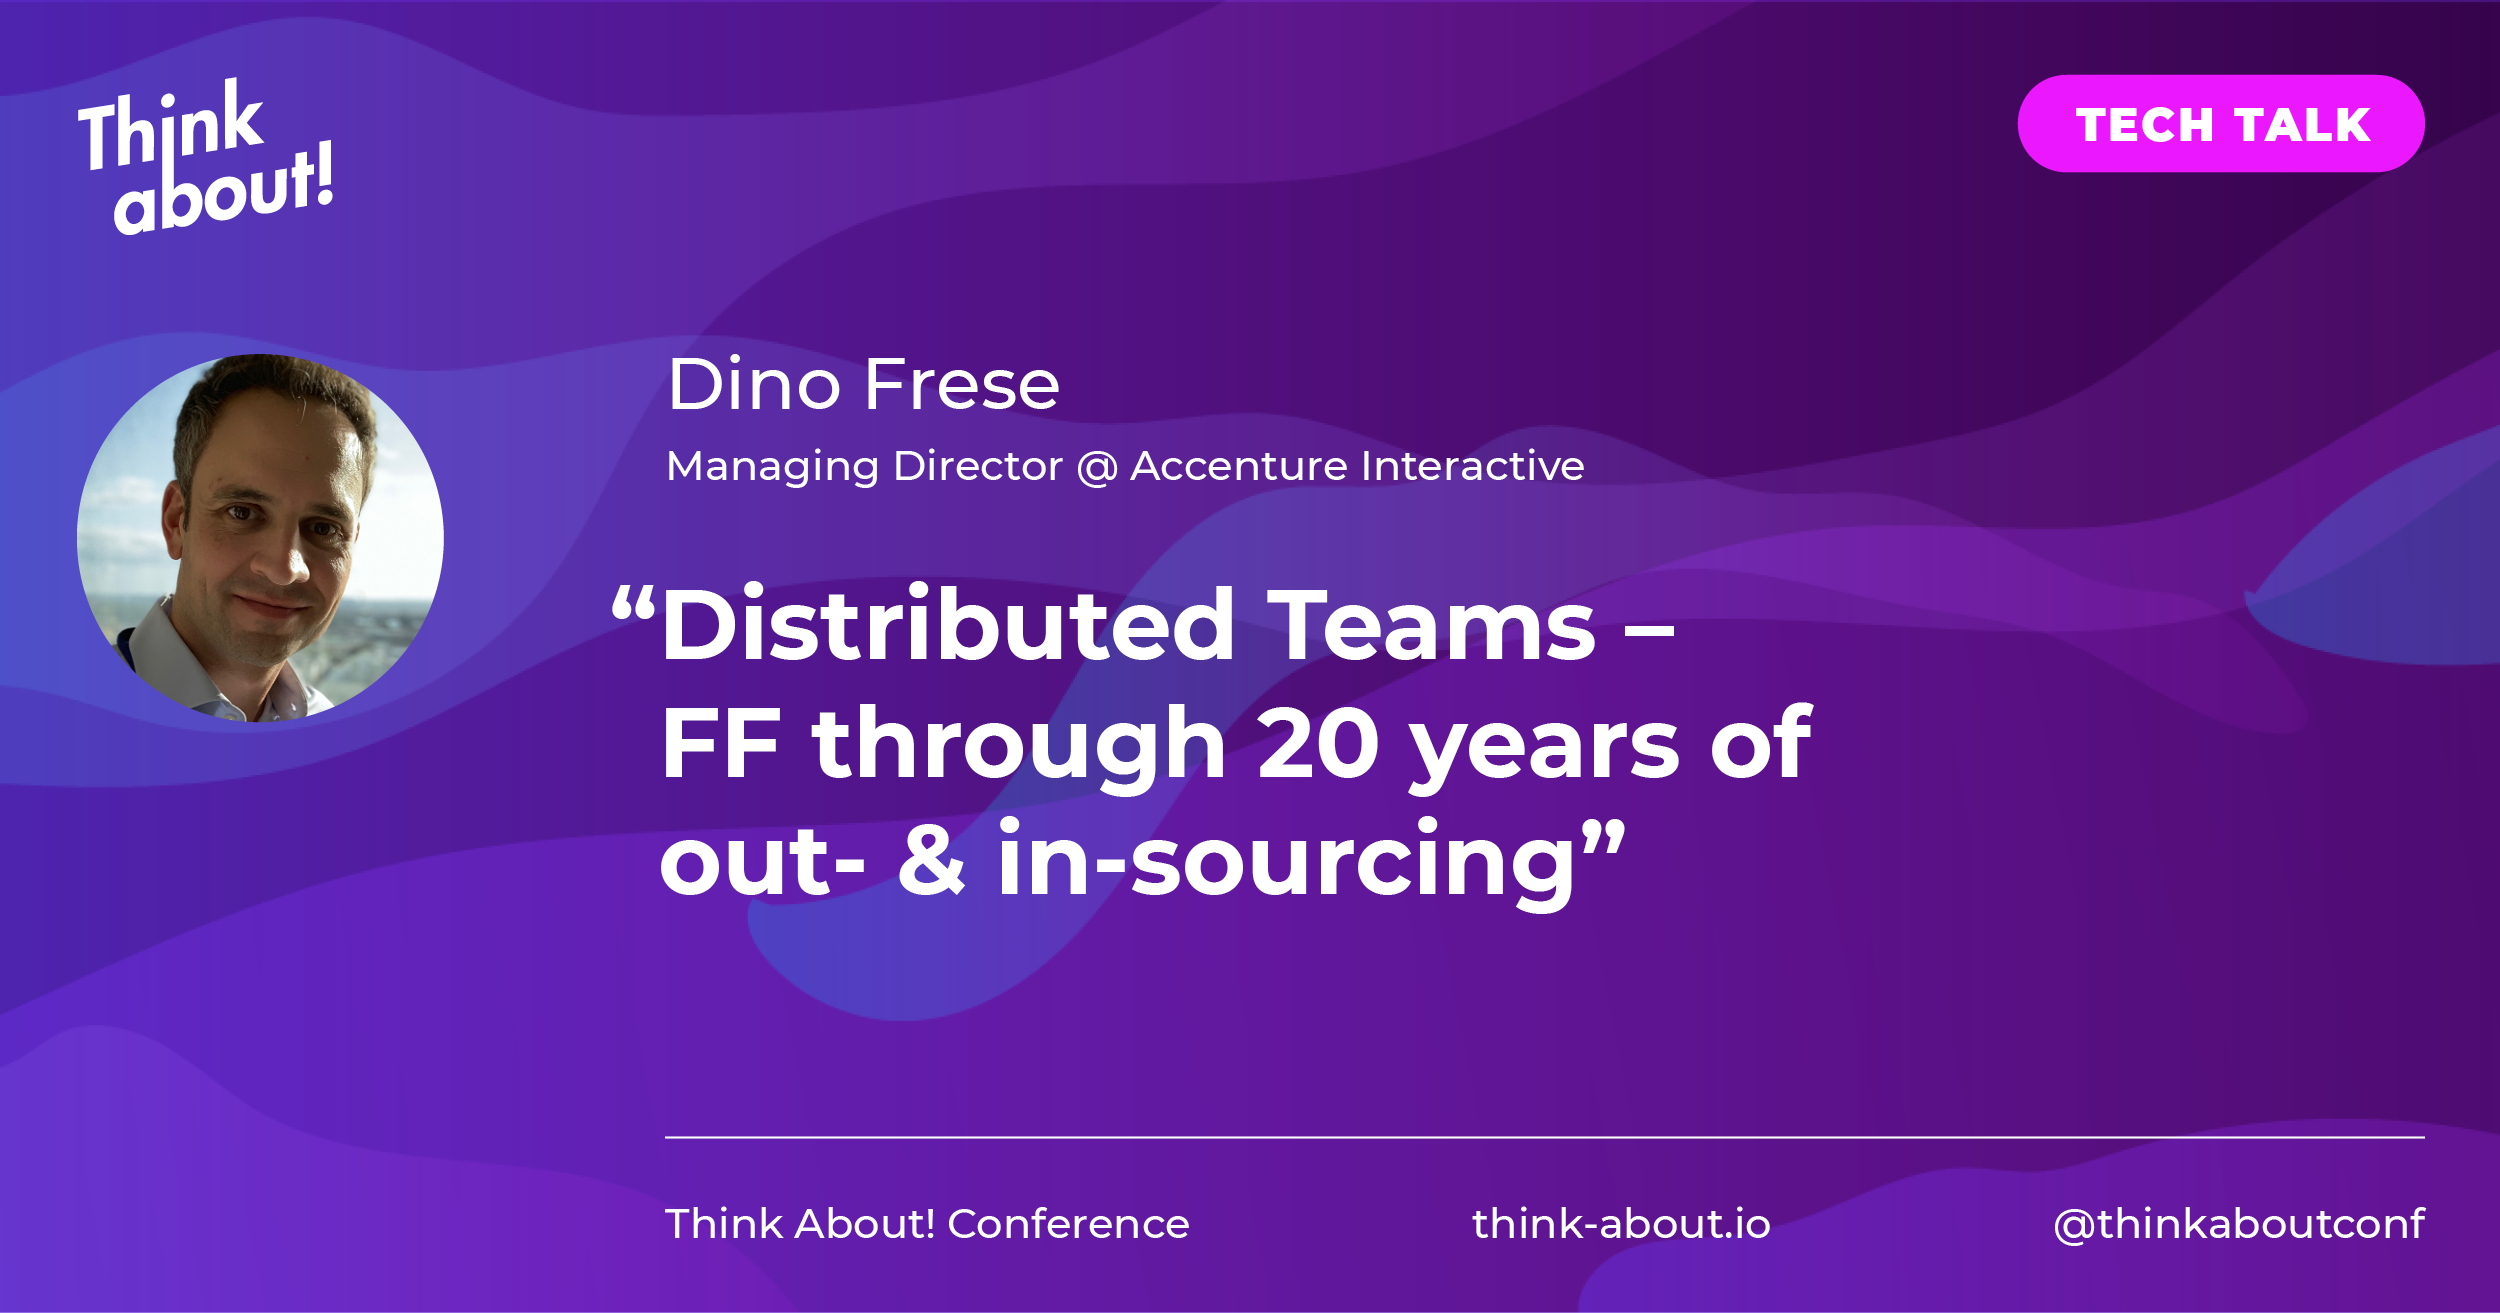 Think
about!
TECH TALK
Dino Frese
Managing Director @ Accenture Interactive
“Distributed Teams –
FF through 20 years of
out- & in-sourcing”
Think About! Conference
think-about.io
@thinkaboutconf